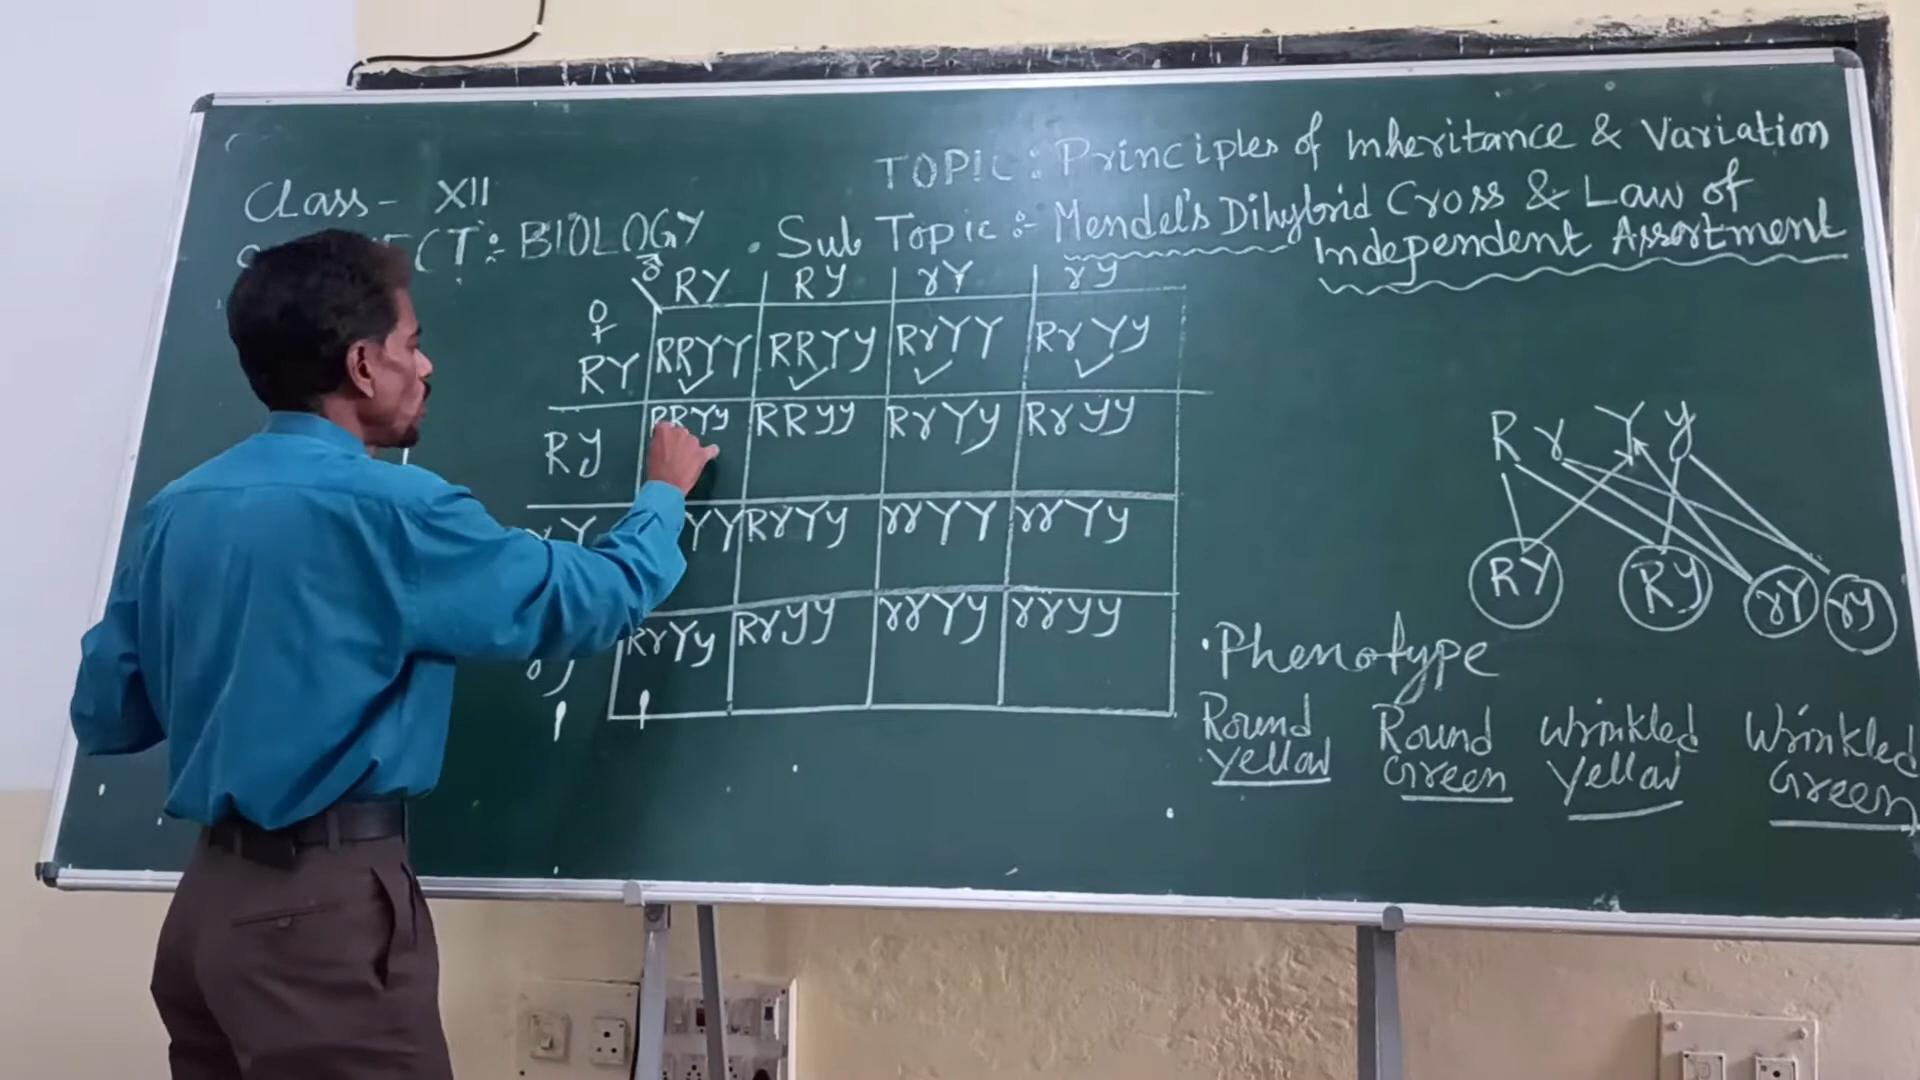 Class - XII
TOPIC : Principles of Inheritance & Variation
ECT : BIOLOGY
• Sub Topic :- Mendel's Dihybrid Cross & Law of
Independent Assortment
♂ RY Ry rY ry
♀
RY RRYY RRYy RrYY RrYy
Ry RRYy RRyy RrYy Rryy
YY RrYy rrYY rrYy
RrYy Rryy rrYy rryy
R r Y y
RY Ry rY ry
• Phenotype
Round Round Wrinkled Wrinkled
Yellow Green Yellow Green